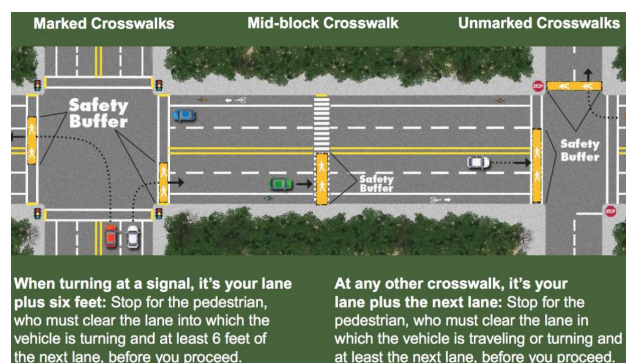 Marked Crosswalks
Mid-block Crosswalk
Unmarked Crosswalks
Safety
Buffer
Safety
Buffer
STOP
Safety
Buffer
STOP
When turning at a signal, it's your lane
plus six feet: Stop for the pedestrian,
who must clear the lane into which the
vehicle is turning and at least 6 feet of
the next lane, before you proceed.
At any other crosswalk, it's your
lane plus the next lane: Stop for the
pedestrian, who must clear the lane in
which the vehicle is traveling or turning and
at least the next lane, before you proceed.